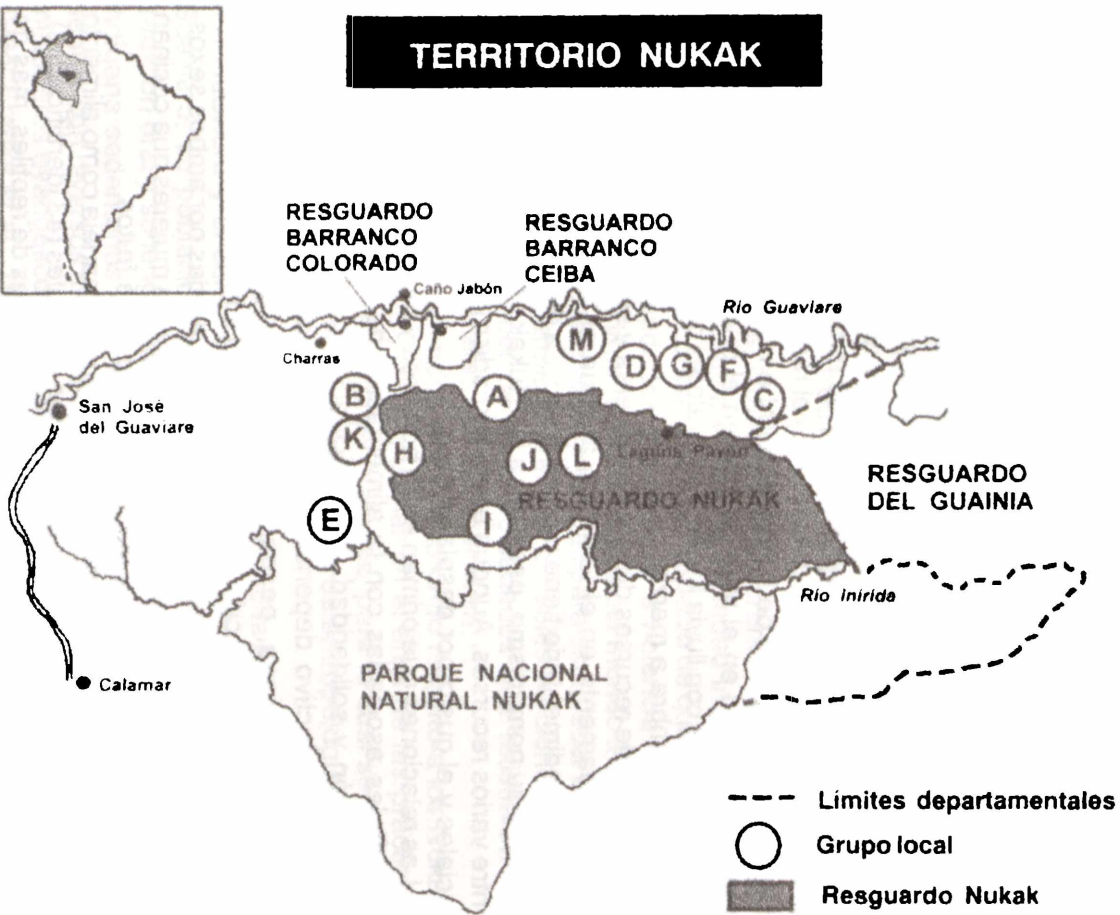 TERRITORIO NUKAK
RESGUARDO
BARRANCO
COLORADO
RESGUARDO
BARRANCO
CEIBA
Caño Jabón
Río Guaviare
Charras
M
D
G
F
C
B
A
San José
del Guaviare
K
H
J
L
Laguna Pavón
RESGUARDO NUKAK
RESGUARDO
DEL GUAINIA
E
I
Río Inírida
PARQUE NACIONAL
NATURAL NUKAK
Calamar
Límites departamentales
Grupo local
Resguardo Nukak